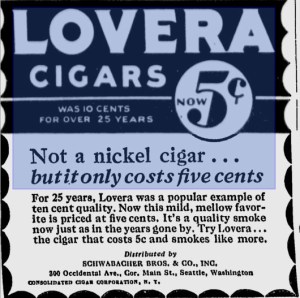 LOVERA
CIGARS
WAS 10 CENTS
FOR OVER 25 YEARS
NOW 5¢
Not a nickel cigar...
but it only costs five cents
For 25 years, Lovera was a popular example of
ten cent quality. Now this mild, mellow favor-
ite is priced at five cents. It's a quality smoke
now just as in the years gone by. Try Lovera...
the cigar that costs 5c and smokes like more.
Distributed by
SCHWABACHER BROS. & CO., INC.
200 Occidental Ave., Cor. Main St., Seattle, Washington
CONSOLIDATED CIGAR CORPORATION, N. Y.